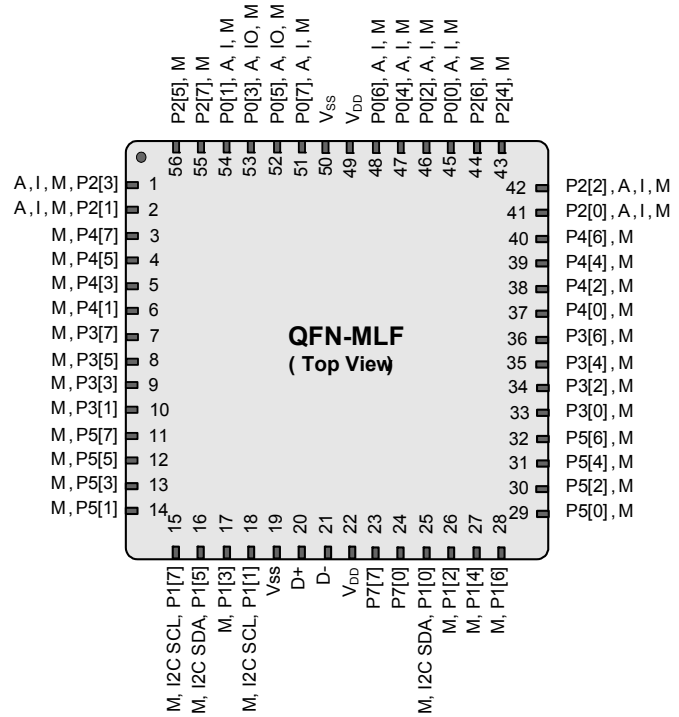 P2[5], M
P2[7], M
P0[1], A, I, M
P0[3], A, IO, M
P0[5], A, IO, M
P0[7], A, I, M
VSS
VDD
P0[6], A, I, M
P0[4], A, I, M
P0[2], A, I, M
P0[0], A, I, M
P2[6], M
P2[4], M
56 55 54 53 52 51 50 49 48 47 46 45 44 43
A, I, M, P2[3] 1
A, I, M, P2[1] 2
M, P4[7] 3
M, P4[5] 4
M, P4[3] 5
M, P4[1] 6
M, P3[7] 7
M, P3[5] 8
M, P3[3] 9
M, P3[1] 10
M, P5[7] 11
M, P5[5] 12
M, P5[3] 13
M, P5[1] 14
QFN-MLF
( Top View)
42 P2[2], A, I, M
41 P2[0], A, I, M
40 P4[6], M
39 P4[4], M
38 P4[2], M
37 P4[0], M
36 P3[6], M
35 P3[4], M
34 P3[2], M
33 P3[0], M
32 P5[6], M
31 P5[4], M
30 P5[2], M
29 P5[0], M
15 16 17 18 19 20 21 22 23 24 25 26 27 28
M, I2C SCL, P1[7]
M, I2C SDA, P1[5]
M, P1[3]
M, I2C SCL, P1[1]
Vss
D+
D-
VDD
P7[7]
P7[0]
M, I2C SDA, P1[0]
M, P1[2]
M, P1[4]
M, P1[6]